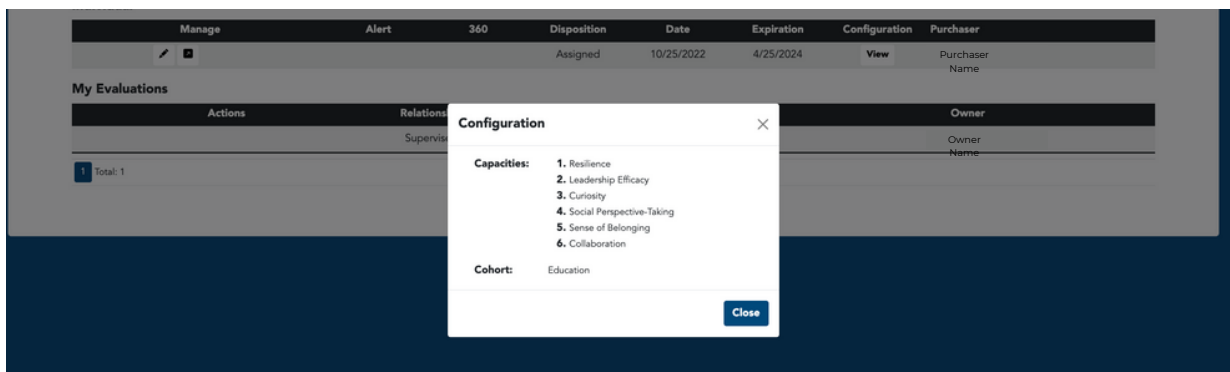 Manage Alert 360 Disposition Date Expiration Configuration Purchaser
Assigned 10/25/2022 4/25/2024 View Purchaser
Name
My Evaluations
Actions Owner
Owner
Name
1 Total: 1
Configuration
Capacities: 1. Resilience
2. Leadership Efficacy
3. Curiosity
4. Social Perspective-Taking
5. Sense of Belonging
6. Collaboration
Cohort: Education
Close